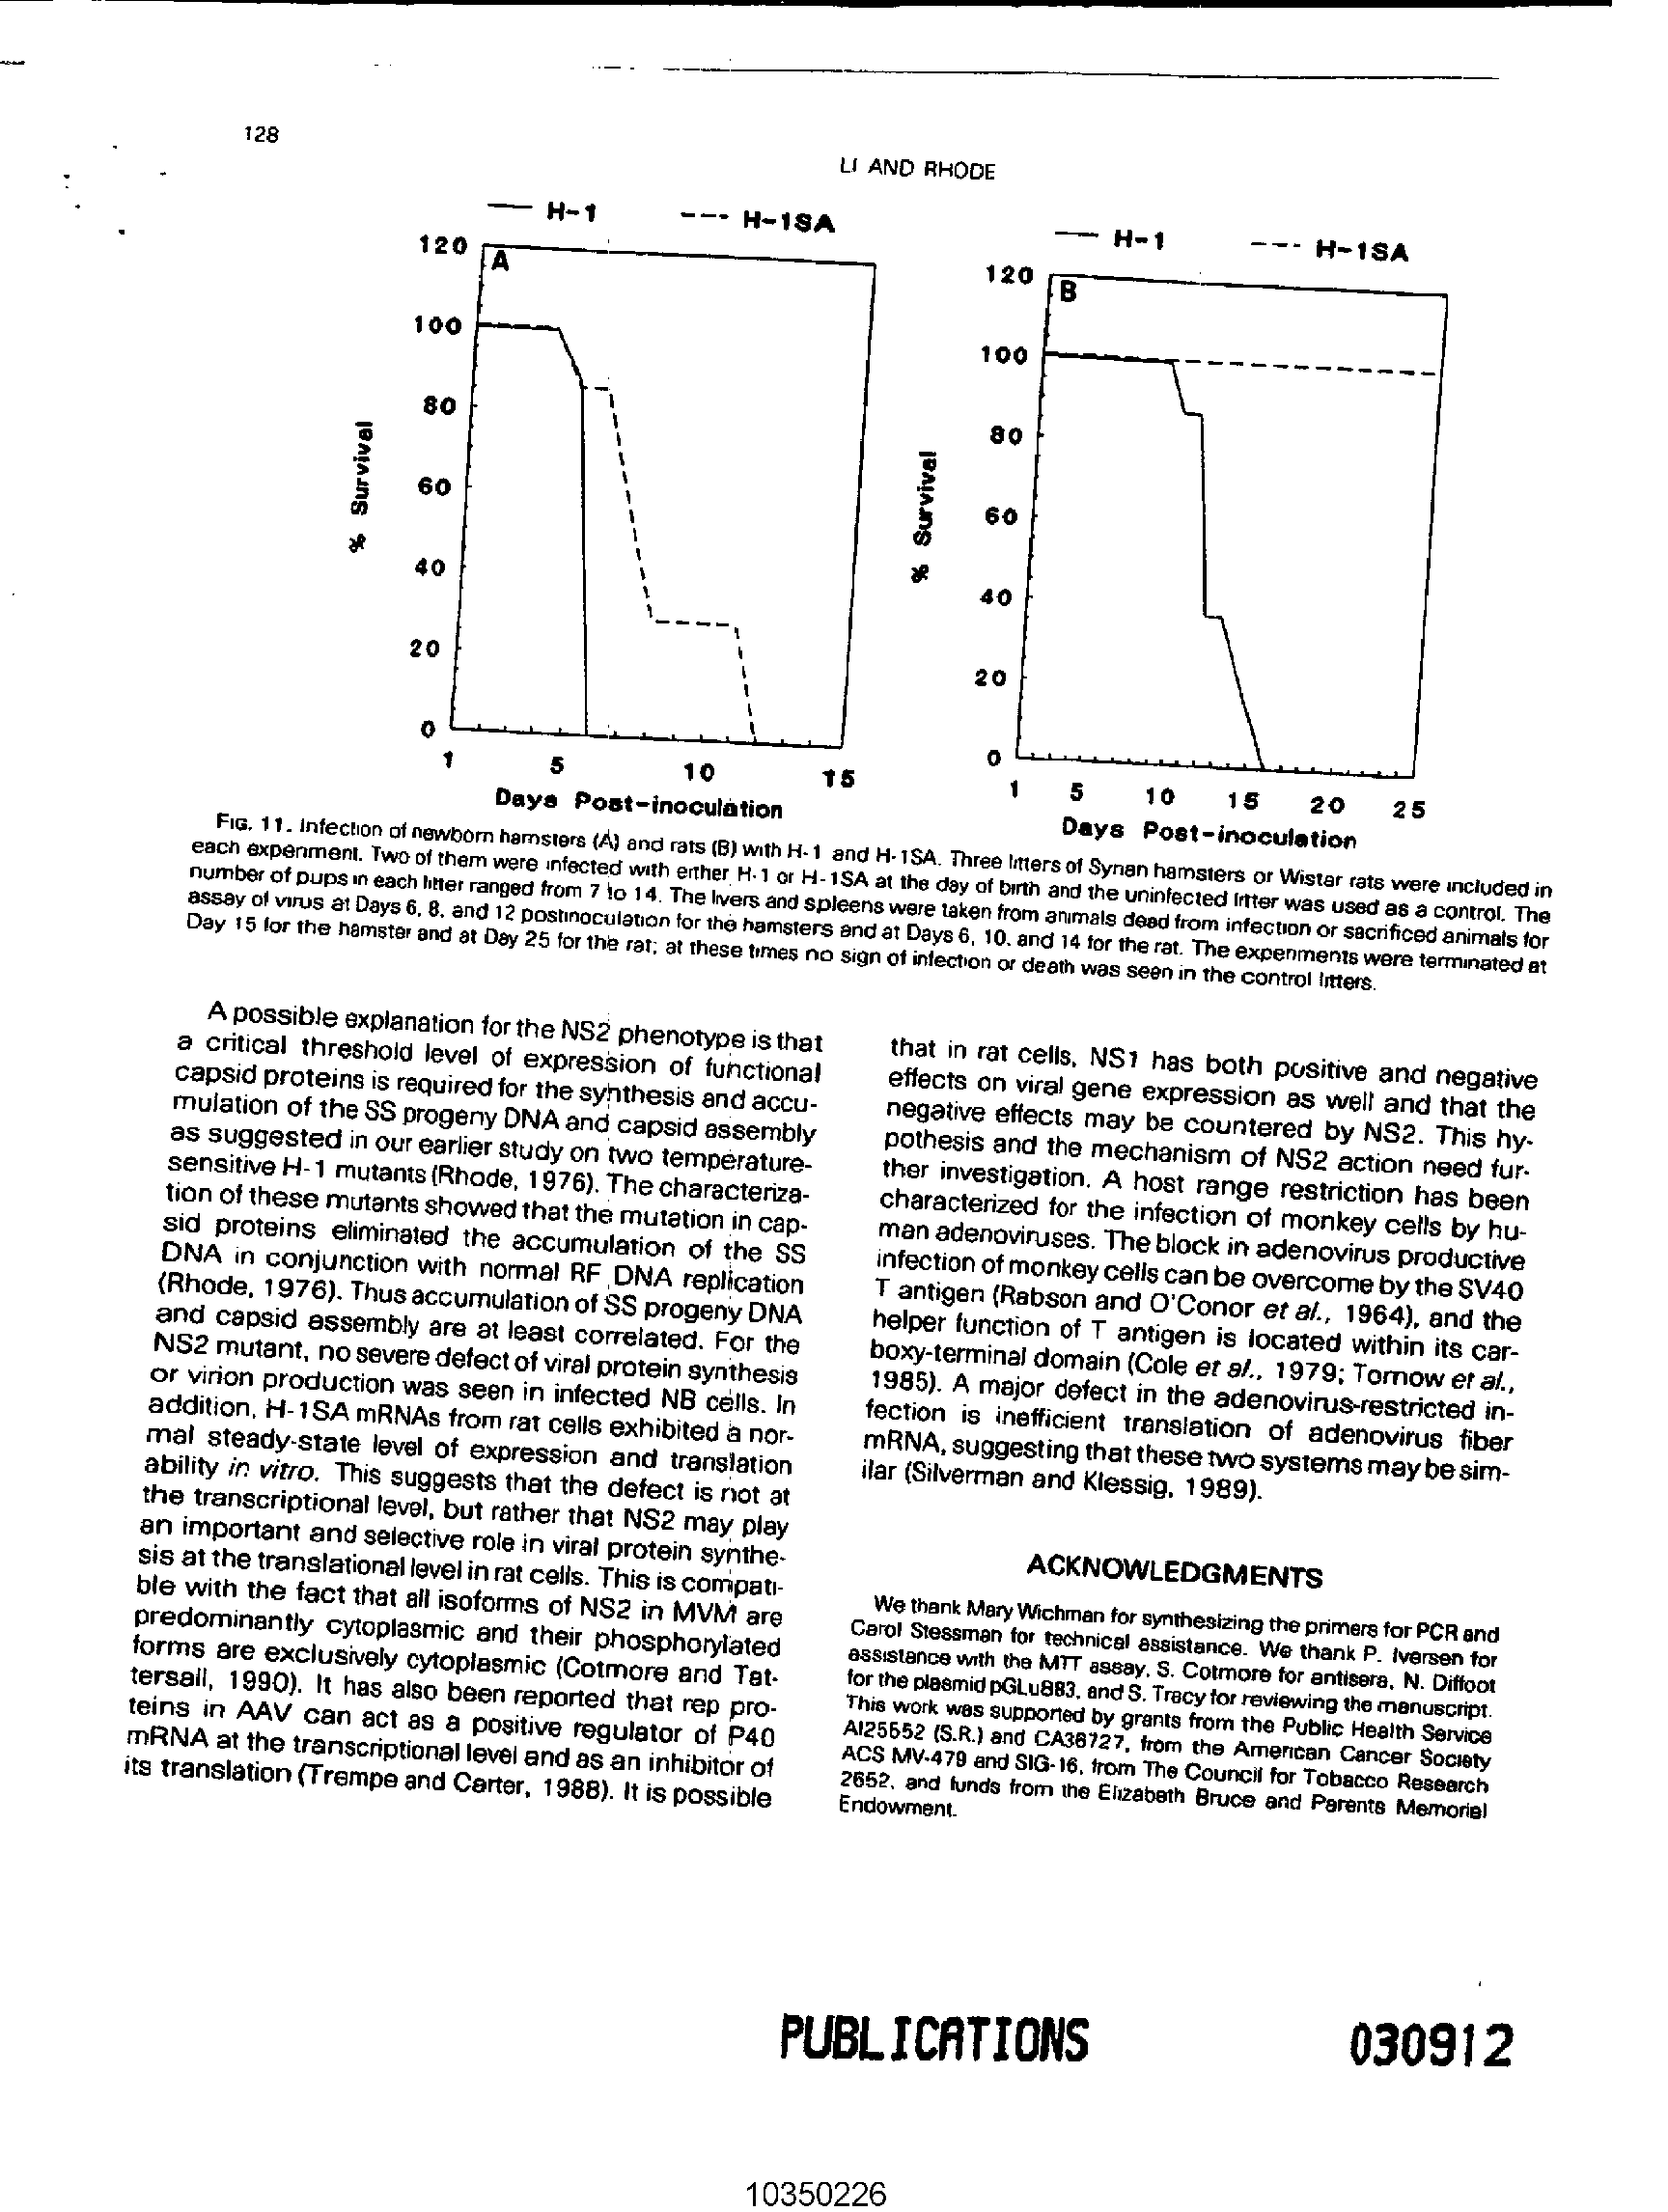 128
LI AND RHODE
H-1 H-1SA
120
A
100
80
60
40
20
0
% Survival
1 5 10 15
Days Post-inoculation
H-1 H-1SA
120
B
100
80
60
40
20
0
% Survival
1 5 10 15 20 25
Days Post-inoculation
FIG. 11. Infection of newborn hamsters (A) and rats (B) with H-1 and H-1SA. Three litters of Syrian hamsters or Wistar rats were included in
each experiment. Two of them were infected with either H-1 or H-1SA at the day of birth and the uninfected litter was used as a control. The
number of pups in each litter ranged from 7 to 14. The livers and spleens were taken from animals dead from infection or sacrificed animals for
assay of virus at Days 6, 8, and 12 postinoculation for the hamsters and at Days 6, 10, and 14 for the rat. The experiments were terminated at
Day 15 for the hamster and at Day 25 for the rat; at these times no sign of infection or death was seen in the control litters.
A possible explanation for the NS2 phenotype is that
a critical threshold level of expression of functional
capsid proteins is required for the synthesis and accu-
mulation of the SS progeny DNA and capsid assembly
as suggested in our earlier study on two temperature-
sensitive H-1 mutants (Rhode, 1976). The characteriza-
tion of these mutants showed that the mutation in cap-
sid proteins eliminated the accumulation of the SS
DNA in conjunction with normal RF DNA replication
(Rhode, 1976). Thus accumulation of SS progeny DNA
and capsid assembly are at least correlated. For the
NS2 mutant, no severe defect of viral protein synthesis
or virion production was seen in infected NB cells. In
addition, H-1SA mRNAs from rat cells exhibited a nor-
mal steady-state level of expression and translation
ability in vitro. This suggests that the defect is not at
the transcriptional level, but rather that NS2 may play
an important and selective role in viral protein synthe-
sis at the translational level in rat cells. This is compati-
ble with the fact that all isoforms of NS2 in MVM are
predominantly cytoplasmic and their phosphorylated
forms are exclusively cytoplasmic (Cotmore and Tat-
tersall, 1990). It has also been reported that rep pro-
teins in AAV can act as a positive regulator of P40
mRNA at the transcriptional level and as an inhibitor of
its translation (Trempe and Carter, 1988). It is possible
that in rat cells, NS1 has both positive and negative
effects on viral gene expression as well and that the
negative effects may be countered by NS2. This hy-
pothesis and the mechanism of NS2 action need fur-
ther investigation. A host range restriction has been
characterized for the infection of monkey cells by hu-
man adenoviruses. The block in adenovirus productive
infection of monkey cells can be overcome by the SV40
T antigen (Rabson and O'Conor et al., 1964), and the
helper function of T antigen is located within its car-
boxy-terminal domain (Cole et al., 1979; Tornow et al.,
1985). A major defect in the adenovirus-restricted in-
fection is inefficient translation of adenovirus fiber
mRNA, suggesting that these two systems may be sim-
ilar (Silverman and Klessig, 1989).
ACKNOWLEDGMENTS
We thank Mary Wichman for synthesizing the primers for PCR and
Carol Stessman for technical assistance. We thank P. Iversen for
assistance with the MTT assay, S. Cotmore for antisera, N. Diffoot
for the plasmid pGLu883, and S. Tracy for reviewing the manuscript.
This work was supported by grants from the Public Health Service
AI25552 (S.R.) and CA36727, from the American Cancer Society
ACS MV-479 and SIG-16, from The Council for Tobacco Research
2652, and funds from the Elizabeth Bruce and Parents Memorial
Endowment.
PUBLICATIONS 030912
10350226